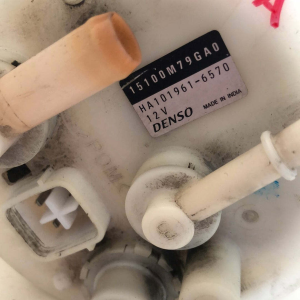 15100M79GA0
HA101961-6570
12V
DENSO MADE IN INDIA